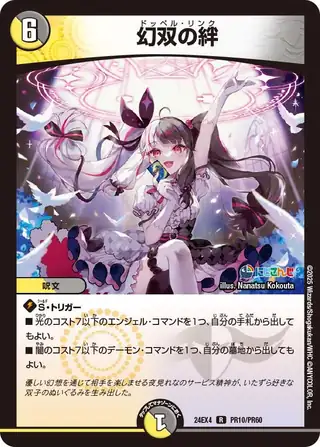 6
ドッペル・リンク
幻双の絆
にじさんじ
illus. Nanatsu Kokouta
呪文
S・トリガー
■光のコスト7以下のエンジェル・コマンドを1つ、自分の手札から出して
もよい。
■闇のコスト7以下のデーモン・コマンドを1つ、自分の墓地から出しても
よい。
優しい幻想を通じて相手を楽しませる夜見れなのサービス精神が、いたずら好きな
双子のぬいぐるみを生み出した。
1
24EX4 R PR10/PR60
©2025 Wizards/Shogakukan/WHC ©ANYCOLOR, Inc.